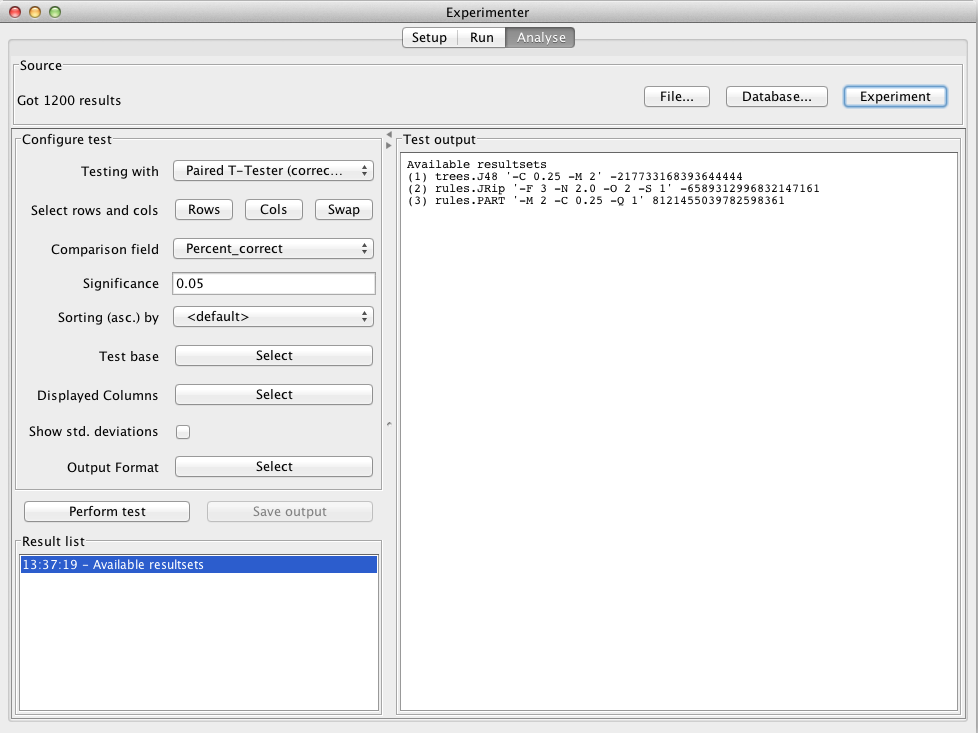 Experimenter
Setup Run Analyse
Source
Got 1200 results
File... Database... Experiment
Configure test
Testing with Paired T-Tester (correc...
Select rows and cols Rows Cols Swap
Comparison field Percent_correct
Significance 0.05
Sorting (asc.) by <default>
Test base Select
Displayed Columns Select
Show std. deviations
Output Format Select
Perform test Save output
Result list
13:37:19 - Available resultsets
Test output
Available resultsets
(1) trees.J48 '-C 0.25 -M 2' -217733168393644444
(2) rules.JRip '-F 3 -N 2.0 -O 2 -S 1' -6589312996832147161
(3) rules.PART '-M 2 -C 0.25 -Q 1' 8121455039782598361